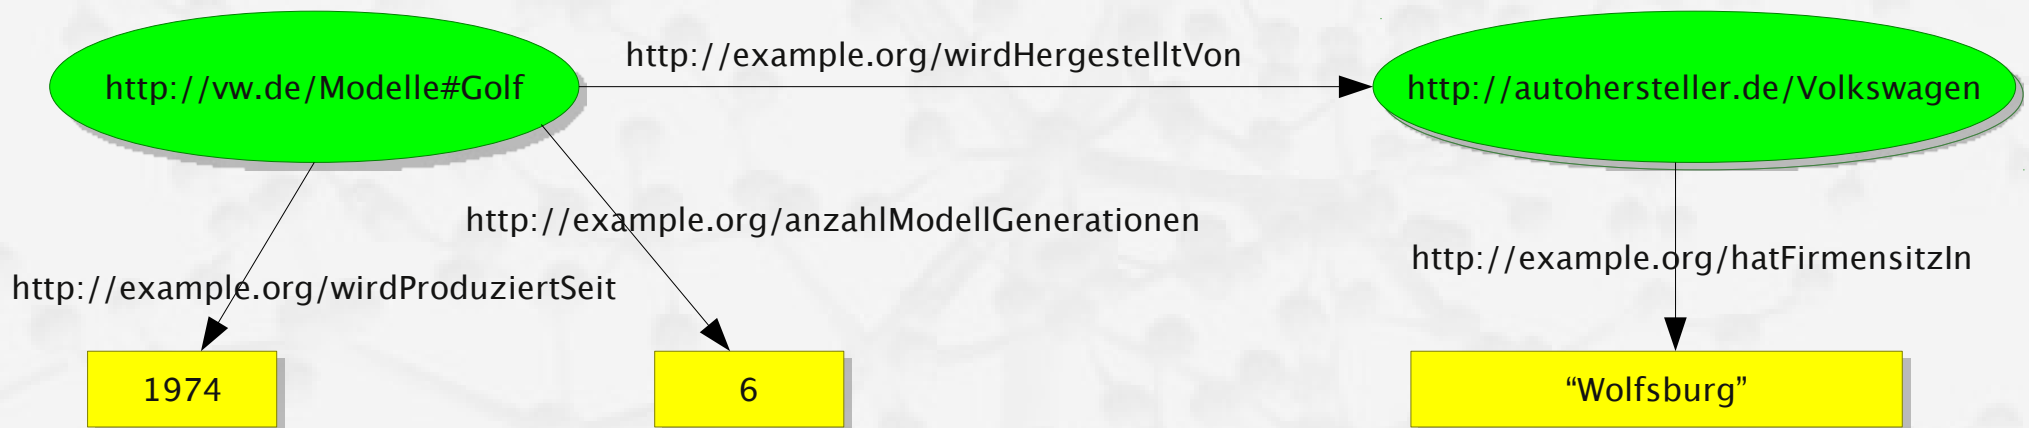 http://example.org/wirdHergestelltVon
http://vw.de/Modelle#Golf
http://autohersteller.de/Volkswagen
http://example.org/anzahlModellGenerationen
http://example.org/hatFirmensitzIn
http://example.org/wirdProduziertSeit
1974
6
“Wolfsburg”